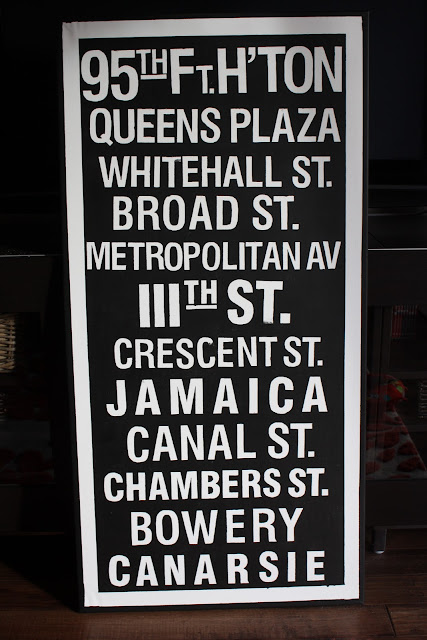 95TH FT. H'TON
QUEENS PLAZA
WHITEHALL ST.
BROAD ST.
METROPOLITAN AV
111TH ST.
CRESCENT ST.
JAMAICA
CANAL ST.
CHAMBERS ST.
BOWERY
CANARSIE